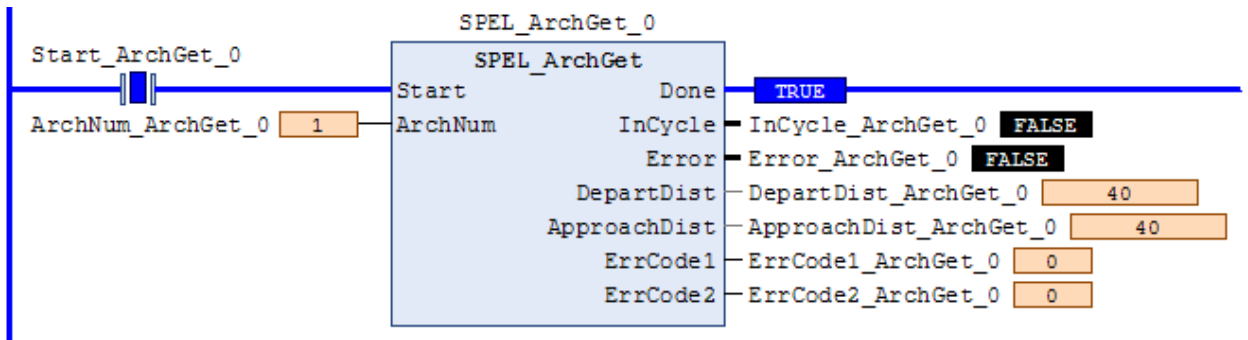 SPEL_ArchGet_0
Start_ArchGet_0
SPEL_ArchGet
Start Done TRUE
ArchNum_ArchGet_0 1 ArchNum InCycle InCycle_ArchGet_0 FALSE
Error Error_ArchGet_0 FALSE
DepartDist DepartDist_ArchGet_0 40
ApproachDist ApproachDist_ArchGet_0 40
ErrCode1 ErrCode1_ArchGet_0 0
ErrCode2 ErrCode2_ArchGet_0 0